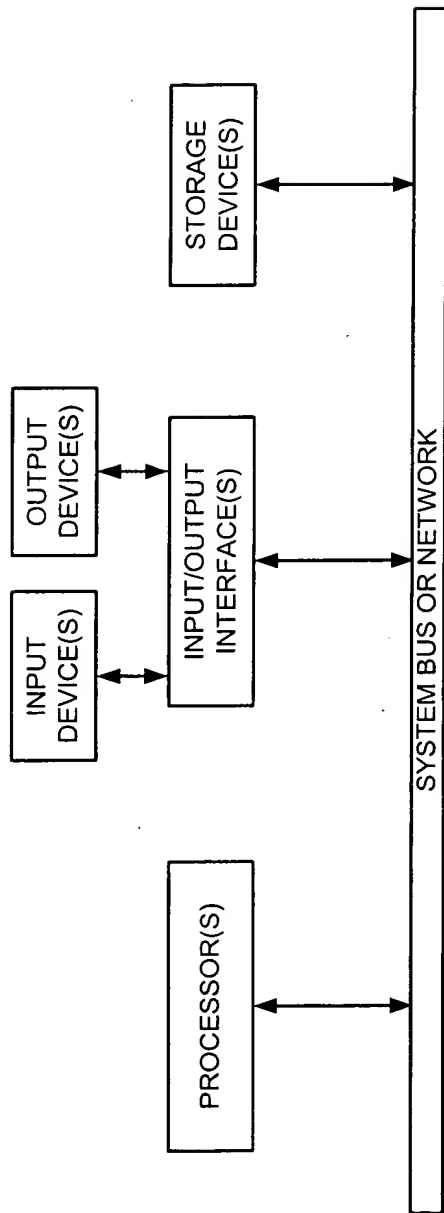 INPUT
DEVICE(S)
OUTPUT
DEVICE(S)
PROCESSOR(S)
INPUT/OUTPUT
INTERFACE(S)
STORAGE
DEVICE(S)
SYSTEM BUS OR NETWORK